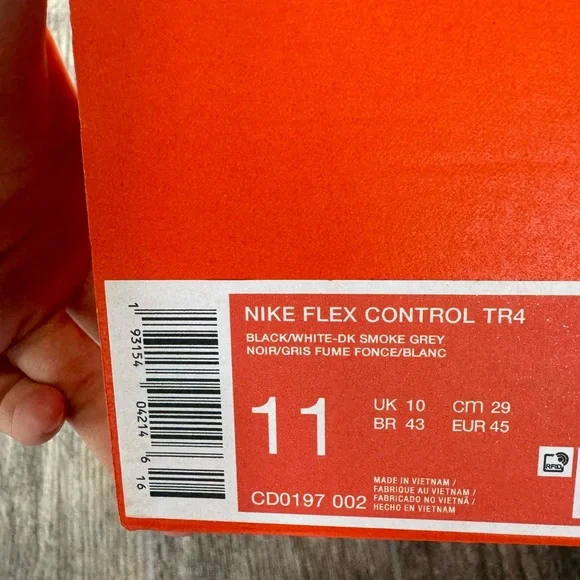 NIKE FLEX CONTROL TR4
BLACK/WHITE-DK SMOKE GREY
NOIR/GRIS FUME FONCE/BLANC
11
UK 10 cm 29
BR 43 EUR 45
CD0197 002
MADE IN VIETNAM /
FABRIQUE AU VIETNAM /
FABRICADO NO VIETNÃ /
HECHO EN VIETNAM
RFID
1 93154 04214 6 16